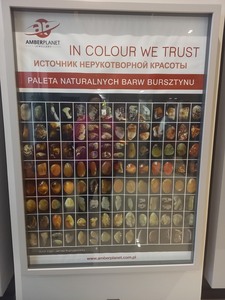 AMBERPLANET
IN COLOUR WE TRUST
ИСТОЧНИК НЕРУКОТВОРНОЙ КРАСОТЫ
PALETA NATURALNYCH BARW BURSZTYNU
www.amberplanet.com.pl